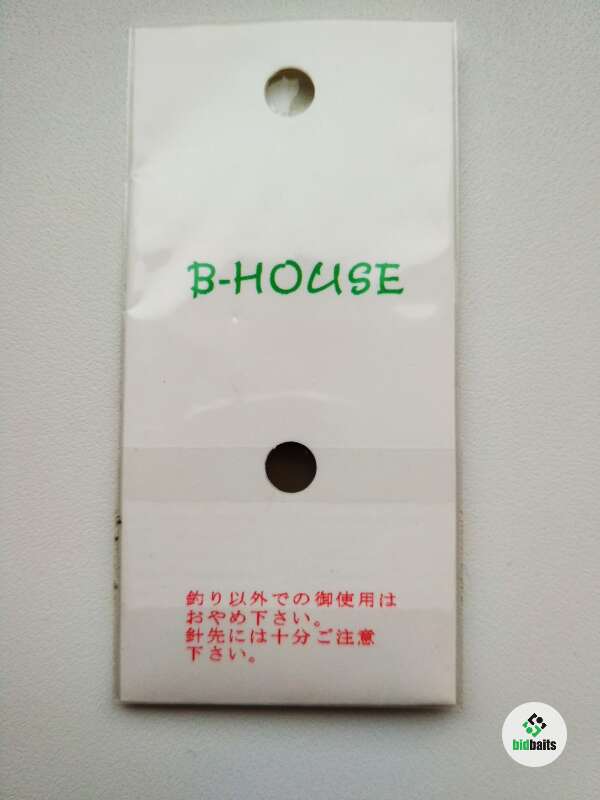 B-HOUSE
釣り以外での御使用は
おやめ下さい。
針先には十分ご注意
下さい。
bidbaits